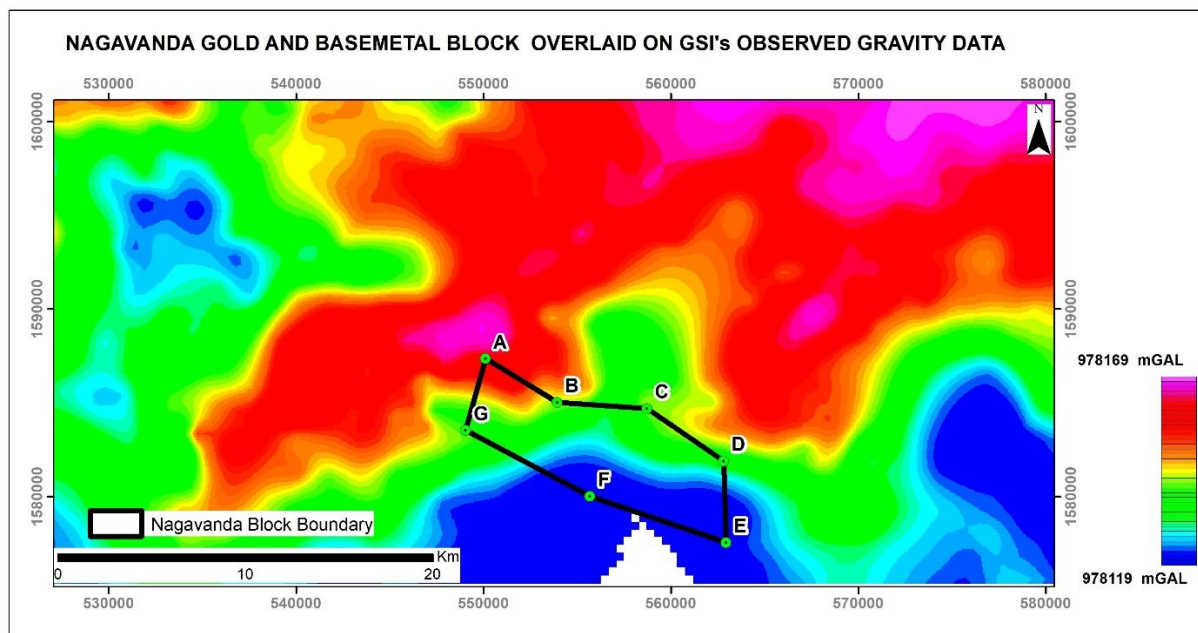 NAGAVANDA GOLD AND BASEMETAL BLOCK OVERLAID ON GSI's OBSERVED GRAVITY DATA
530000 540000 550000 560000 570000 580000
1600000 1600000
N
1590000 1590000
A
978169 mGAL
B
C
G
D
1580000 1580000
F
Nagavanda Block Boundary
E
Km
0 10 20
978119 mGAL
530000 540000 550000 560000 570000 580000